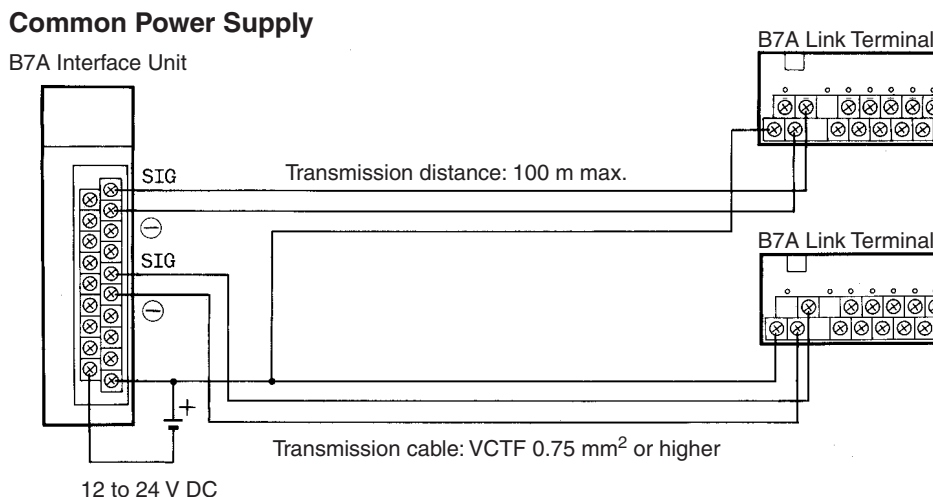 Common Power Supply
B7A Interface Unit
B7A Link Terminal
SIG
Transmission distance: 100 m max.
⊖
B7A Link Terminal
SIG
⊖
+
Transmission cable: VCTF 0.75 mm² or higher
12 to 24 V DC